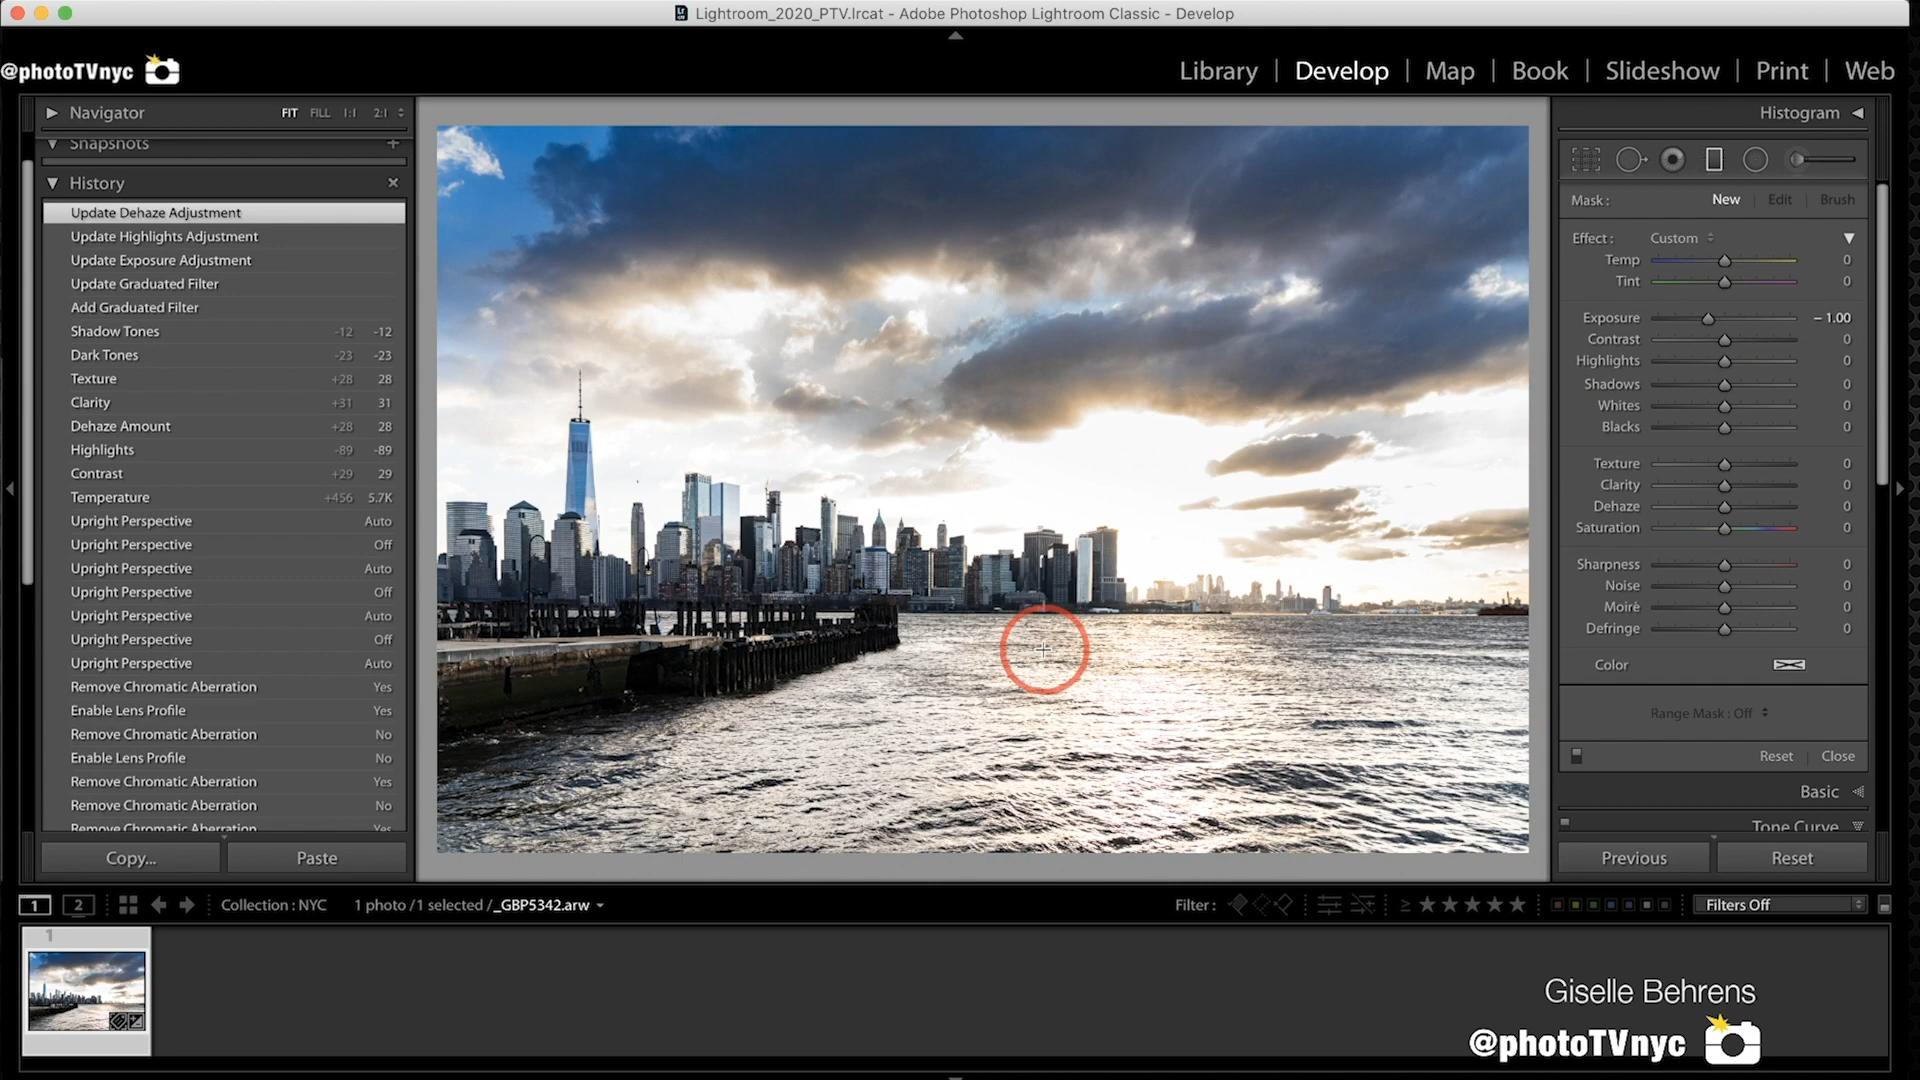 Lightroom_2020_PTV.lrcat - Adobe Photoshop Lightroom Classic - Develop
@photoTVnyc
Library | Develop | Map | Book | Slideshow | Print | Web
Navigator FIT FILL 1:1 2:1
Snapshots +
History ×
Update Dehaze Adjustment
Update Highlights Adjustment
Update Exposure Adjustment
Update Graduated Filter
Add Graduated Filter
Shadow Tones -12 -12
Dark Tones -23 -23
Texture +28 28
Clarity +31 31
Dehaze Amount +28 28
Highlights -89 -89
Contrast +29 29
Temperature +456 5.7K
Upright Perspective Auto
Upright Perspective Off
Upright Perspective Auto
Upright Perspective Off
Upright Perspective Auto
Upright Perspective Off
Upright Perspective Auto
Remove Chromatic Aberration Yes
Enable Lens Profile Yes
Remove Chromatic Aberration No
Enable Lens Profile No
Remove Chromatic Aberration Yes
Remove Chromatic Aberration No
Remove Chromatic Aberration Yes
Copy... Paste
Histogram
Mask : New | Edit | Brush
Effect : Custom
Temp 0
Tint 0
Exposure – 1.00
Contrast 0
Highlights 0
Shadows 0
Whites 0
Blacks 0
Texture 0
Clarity 0
Dehaze 0
Saturation 0
Sharpness 0
Noise 0
Moiré 0
Defringe 0
Color
Range Mask : Off
Reset | Close
Basic
Tone Curve
Previous Reset
1 2 Collection : NYC 1 photo /1 selected /_GBP5342.arw Filter : ≥ ★★★★★ Filters Off
1
Giselle Behrens
@photoTVnyc